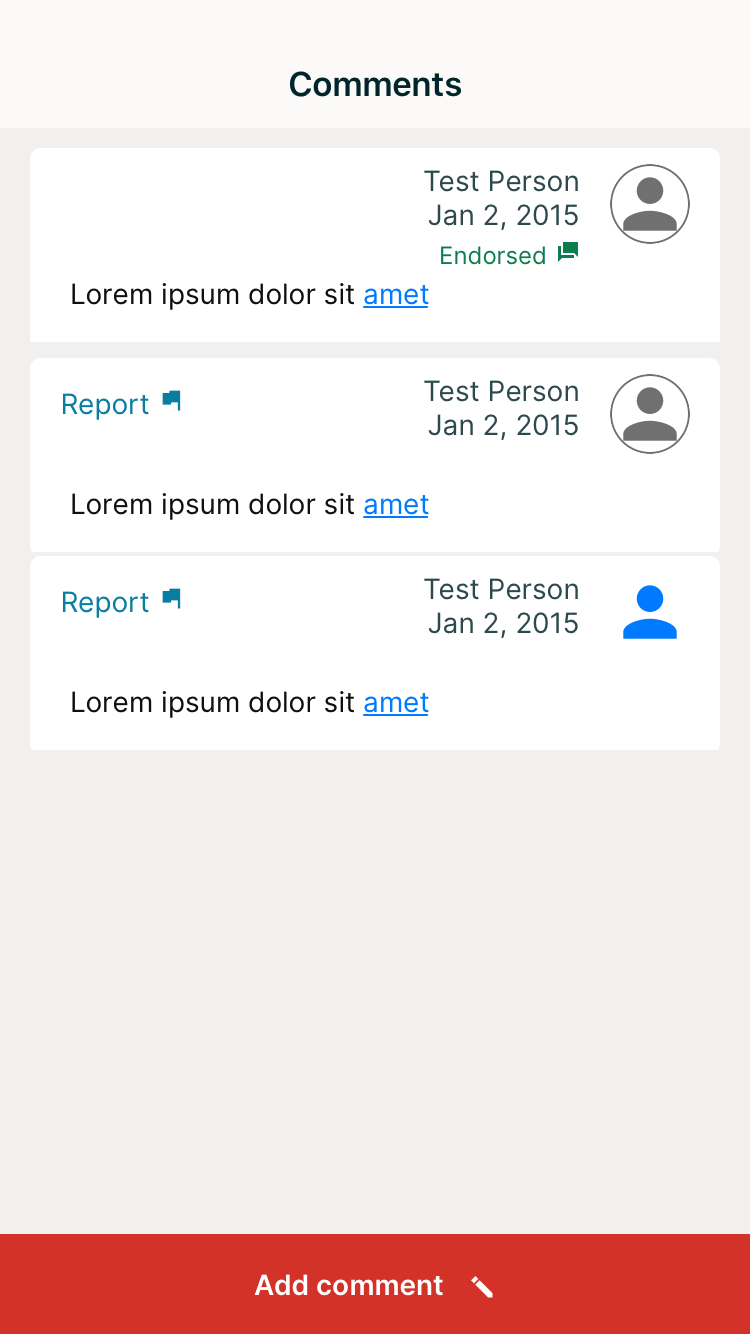 Comments
Test Person
Jan 2, 2015
Endorsed
Lorem ipsum dolor sit amet
Report
Test Person
Jan 2, 2015
Lorem ipsum dolor sit amet
Report
Test Person
Jan 2, 2015
Lorem ipsum dolor sit amet
Add comment